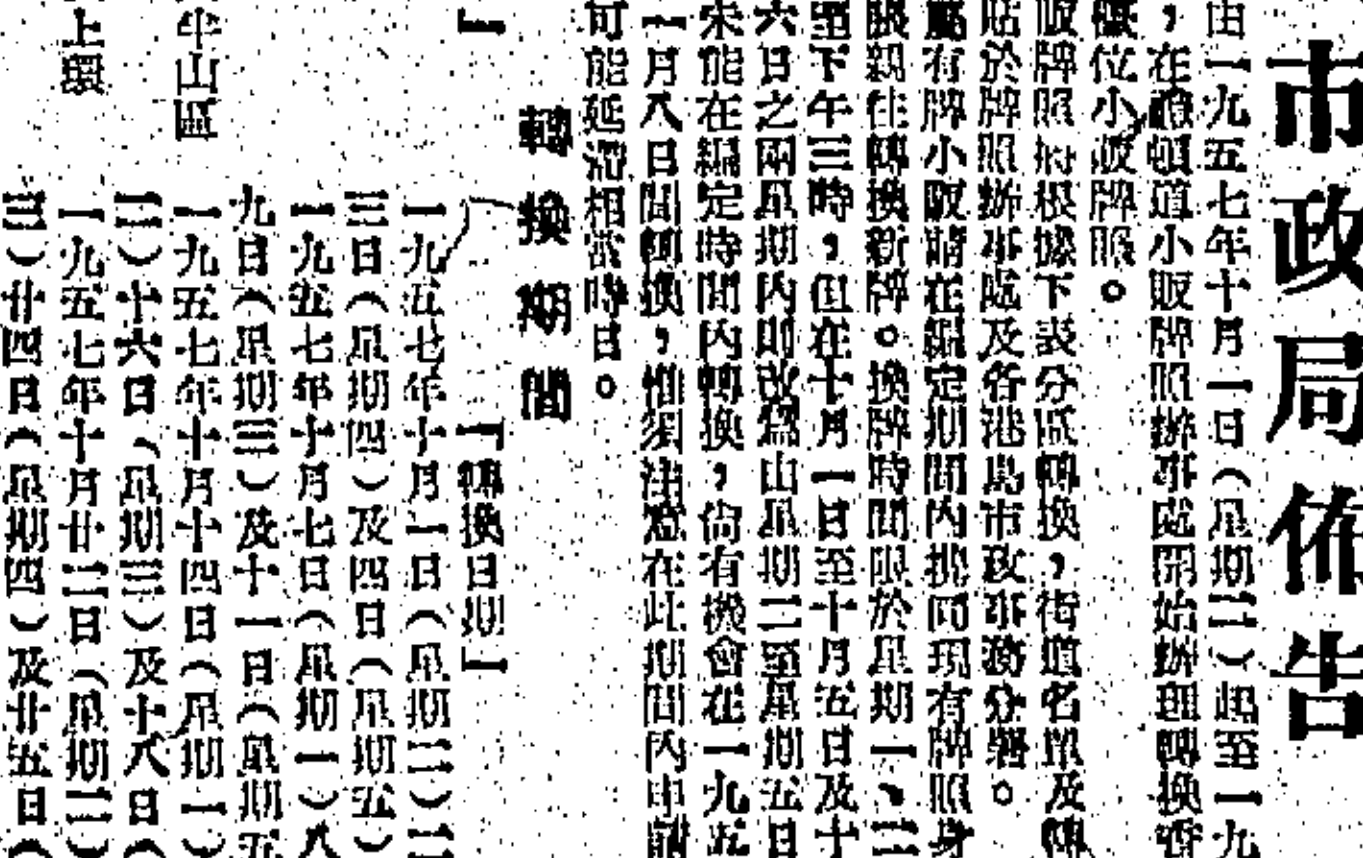 市政局佈告
由一九五七年十月一日(星期二)起至一九
,在醫頓道小販牌照辦事處開始辦理轉換香
攤位小販牌照。
販牌照將根據下表分區轉換,街道名單及轉
貼於牌照辦事處及各港島市政事務分署。
屬有牌小販請在編定期間內携同現有牌照身
親往轉換新牌。換牌時間限於星期一、二
至下午三時,但在十月一日至十月五日及十
六日之兩星期內則改為由星期二至星期五日
未能在編定時間內轉換,倘有機會在一九五
一月八日間轉換,惟須注意在此期間內申請
可能延滯相當時日。
轉換期間
」
「轉換日期」
一九五七年十月一日(星期二)二
三日(星期四)及四日(星期五)
一九五七年十月七日(星期一)八
九日(星期三)及十一日(星期五
半山區
一九五七年十月十四日(星期一)
二)十六日(星期三)及十八日(
上環
一九五七年十月廿二日(星期二)
三)廿四日(星期四)及廿五日(